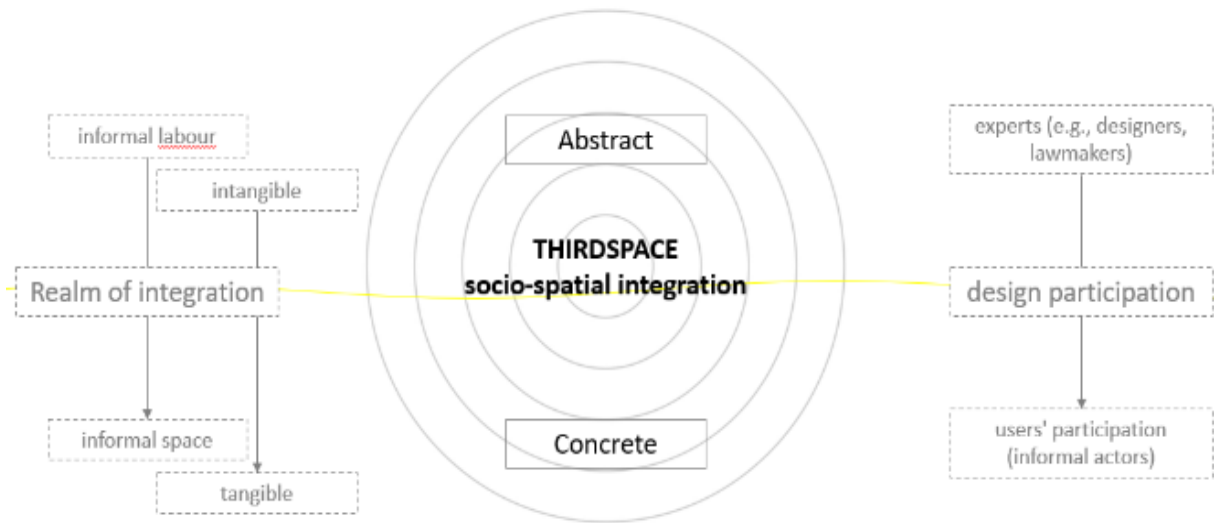 informal labour
intangible
Realm of integration
informal space
tangible
Abstract
THIRDSPACE
socio-spatial integration
Concrete
experts (e.g., designers,
lawmakers)
design participation
users' participation
(informal actors)